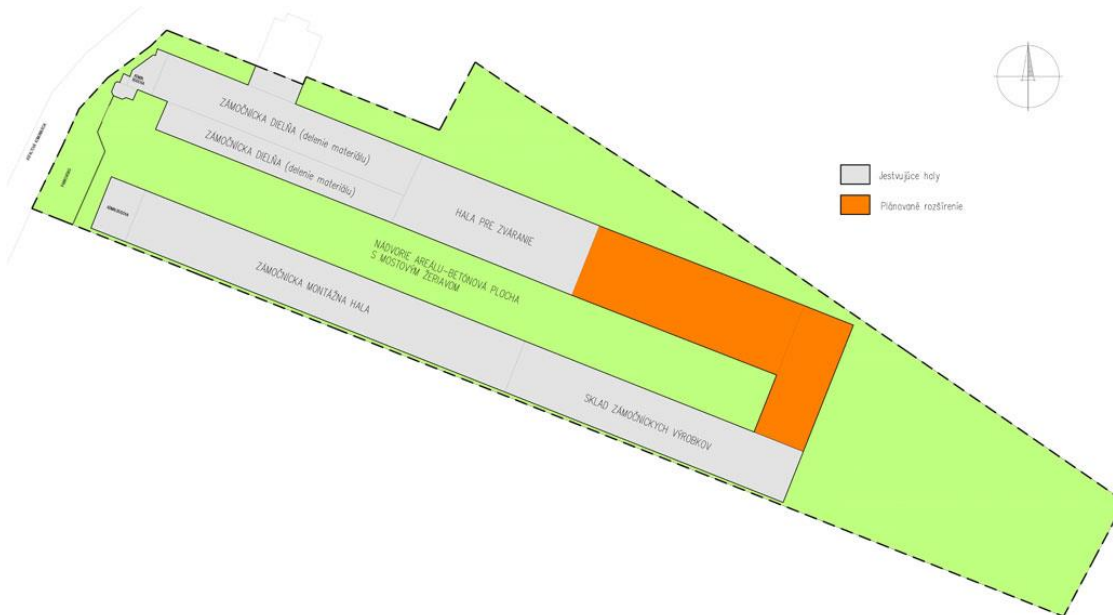 ZÁMOČNÍCKA DIELŇA (delenie materiálu)
ZÁMOČNÍCKA DIELŇA (delenie materiálu)
HALA PRE ZVÁRANIE
NÁDVORIE AREÁLU-BETÓNOVÁ PLOCHA
S MOSTOVÝM ŽERIAVOM
ZÁMOČNÍCKA MONTÁŽNA HALA
SKLAD ZÁMOČNÍCKYCH VÝROBKOV
Jestvujúce haly
Plánované rozšírenie